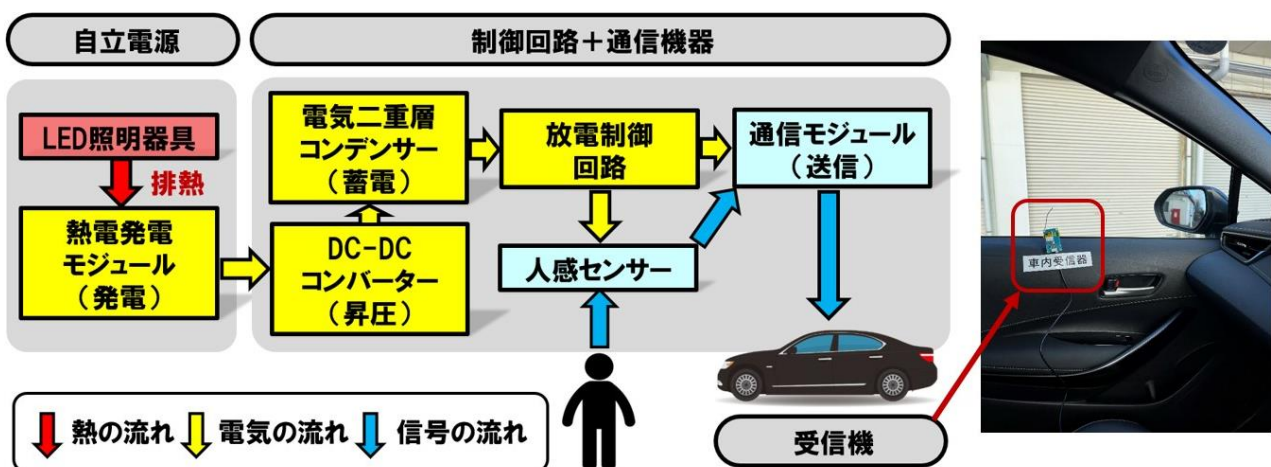 自立電源
制御回路＋通信機器
LED照明器具
排熱
熱電発電
モジュール
（発電）
電気二重層
コンデンサー
（蓄電）
DC-DC
コンバーター
（昇圧）
放電制御
回路
人感センサー
通信モジュール
（送信）
受信機
熱の流れ
電気の流れ
信号の流れ
車内受信器